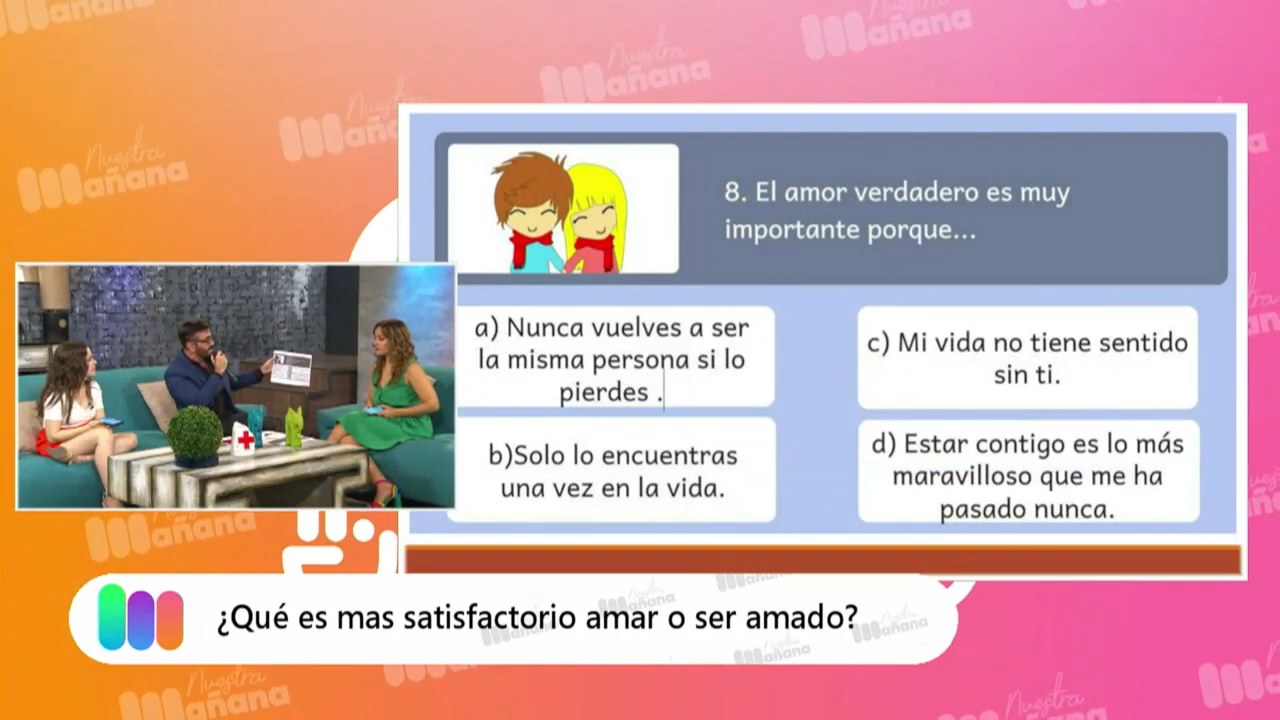 8. El amor verdadero es muy
importante porque...
a) Nunca vuelves a ser
la misma persona si lo
pierdes .
b)Solo lo encuentras
una vez en la vida.
c) Mi vida no tiene sentido
sin ti.
d) Estar contigo es lo más
maravilloso que me ha
pasado nunca.
¿Qué es mas satisfactorio amar o ser amado?
Nuestra
Mañana